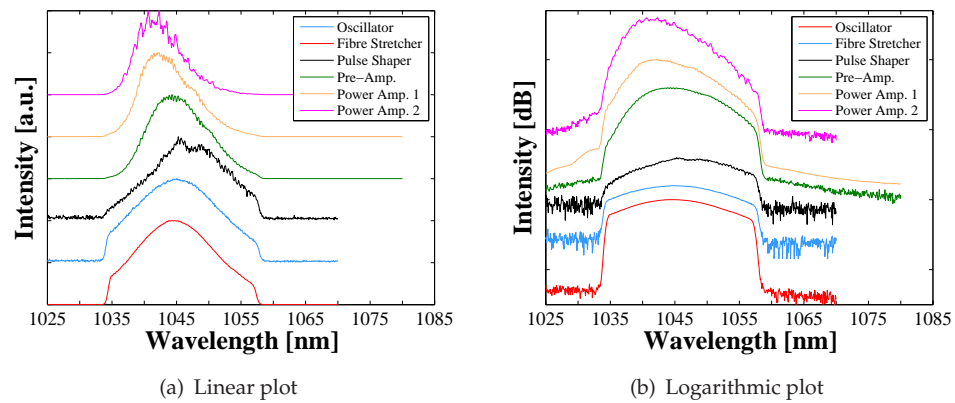 Intensity [a.u.]
Oscillator
Fibre Stretcher
Pulse Shaper
Pre−Amp.
Power Amp. 1
Power Amp. 2
1025 1035 1045 1055 1065 1075 1085
Wavelength [nm]
(a) Linear plot
Intensity [dB]
Oscillator
Fibre Stretcher
Pulse Shaper
Pre−Amp.
Power Amp. 1
Power Amp. 2
1025 1035 1045 1055 1065 1075 1085
Wavelength [nm]
(b) Logarithmic plot